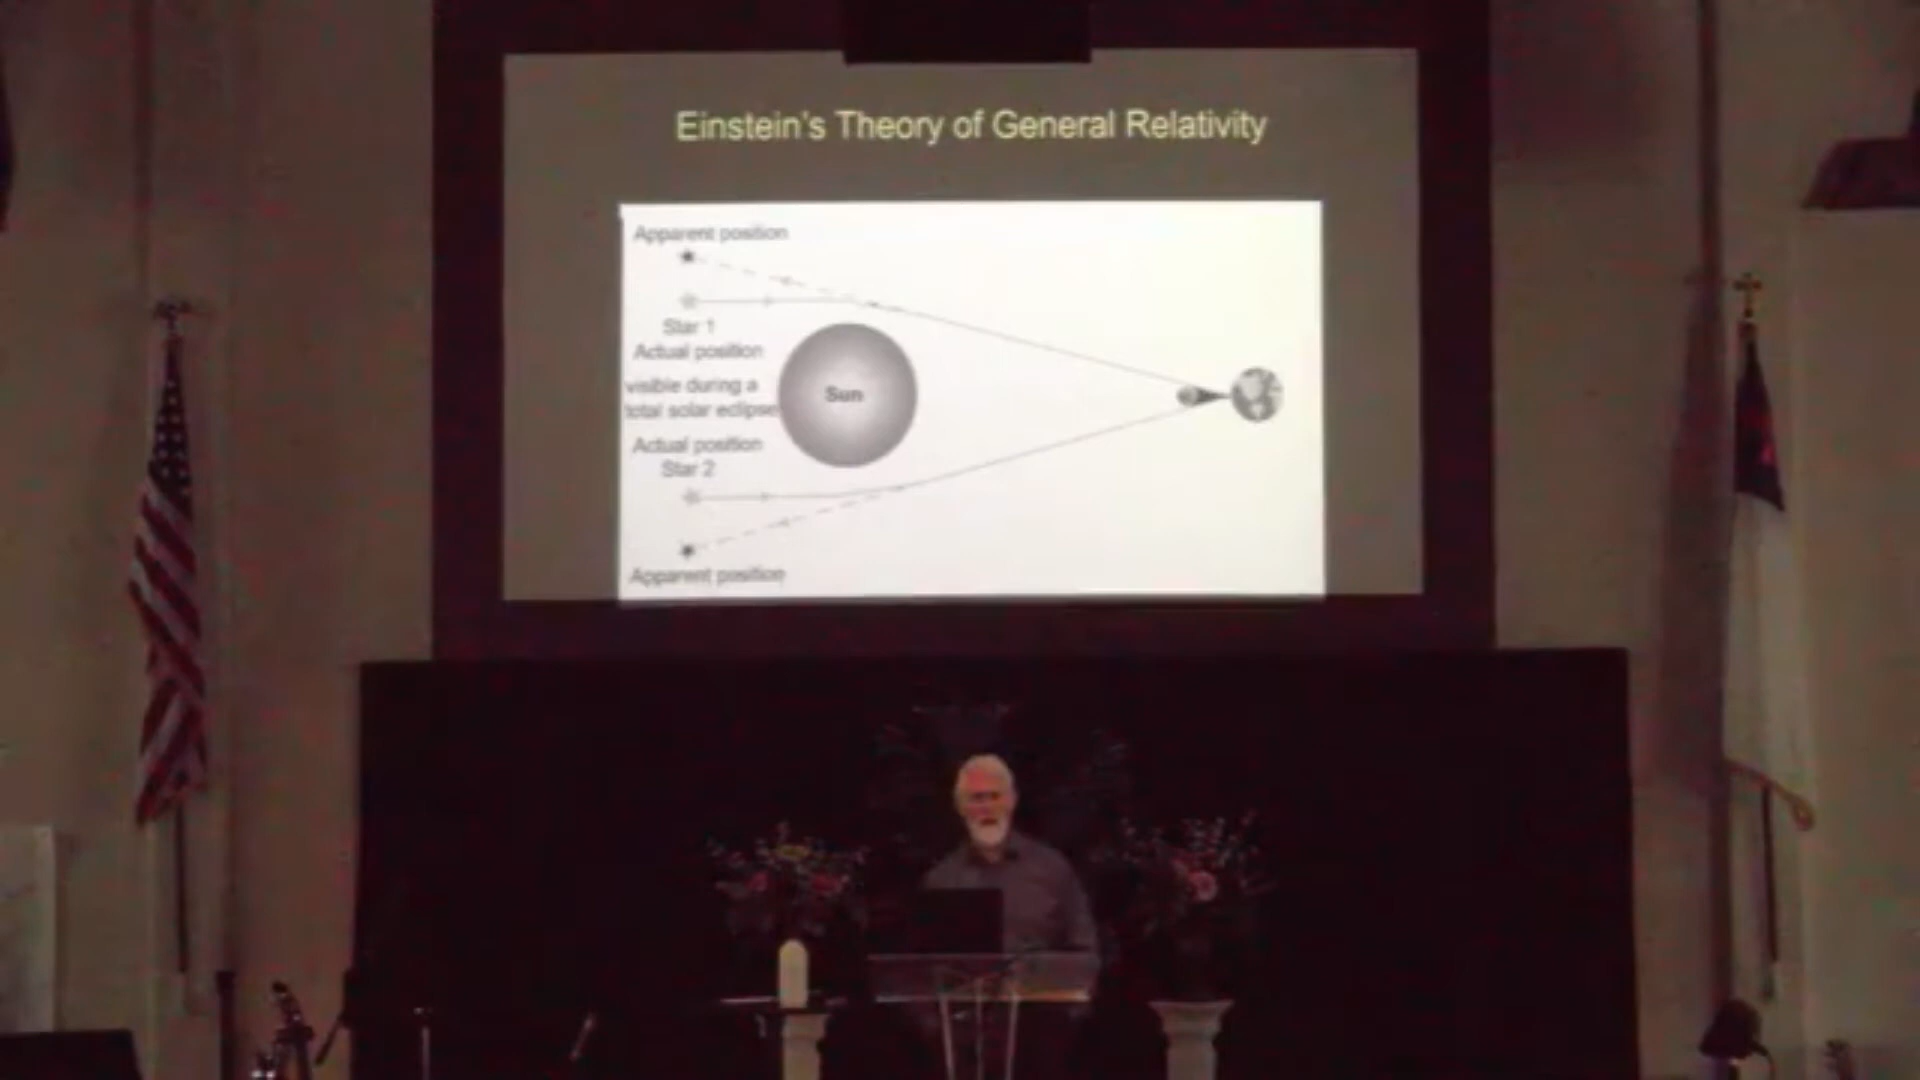 Einstein's Theory of General Relativity
Apparent position
Star 1
Actual position
visible during a
total solar eclipse
Sun
Actual position
Star 2
Apparent position